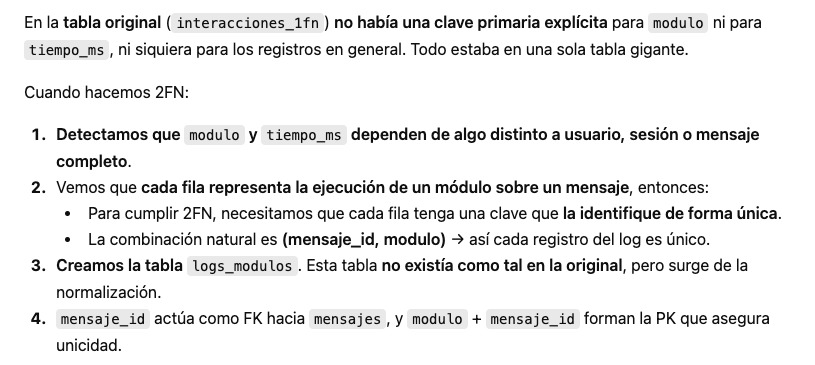 En la tabla original ( interacciones_1fn ) no había una clave primaria explícita para modulo ni para
tiempo_ms , ni siquiera para los registros en general. Todo estaba en una sola tabla gigante.
Cuando hacemos 2FN:
1. Detectamos que modulo y tiempo_ms dependen de algo distinto a usuario, sesión o mensaje
completo.
2. Vemos que cada fila representa la ejecución de un módulo sobre un mensaje, entonces:
• Para cumplir 2FN, necesitamos que cada fila tenga una clave que la identifique de forma única.
• La combinación natural es (mensaje_id, modulo) → así cada registro del log es único.
3. Creamos la tabla logs_modulos . Esta tabla no existía como tal en la original, pero surge de la
normalización.
4. mensaje_id actúa como FK hacia mensajes , y modulo + mensaje_id forman la PK que asegura
unicidad.